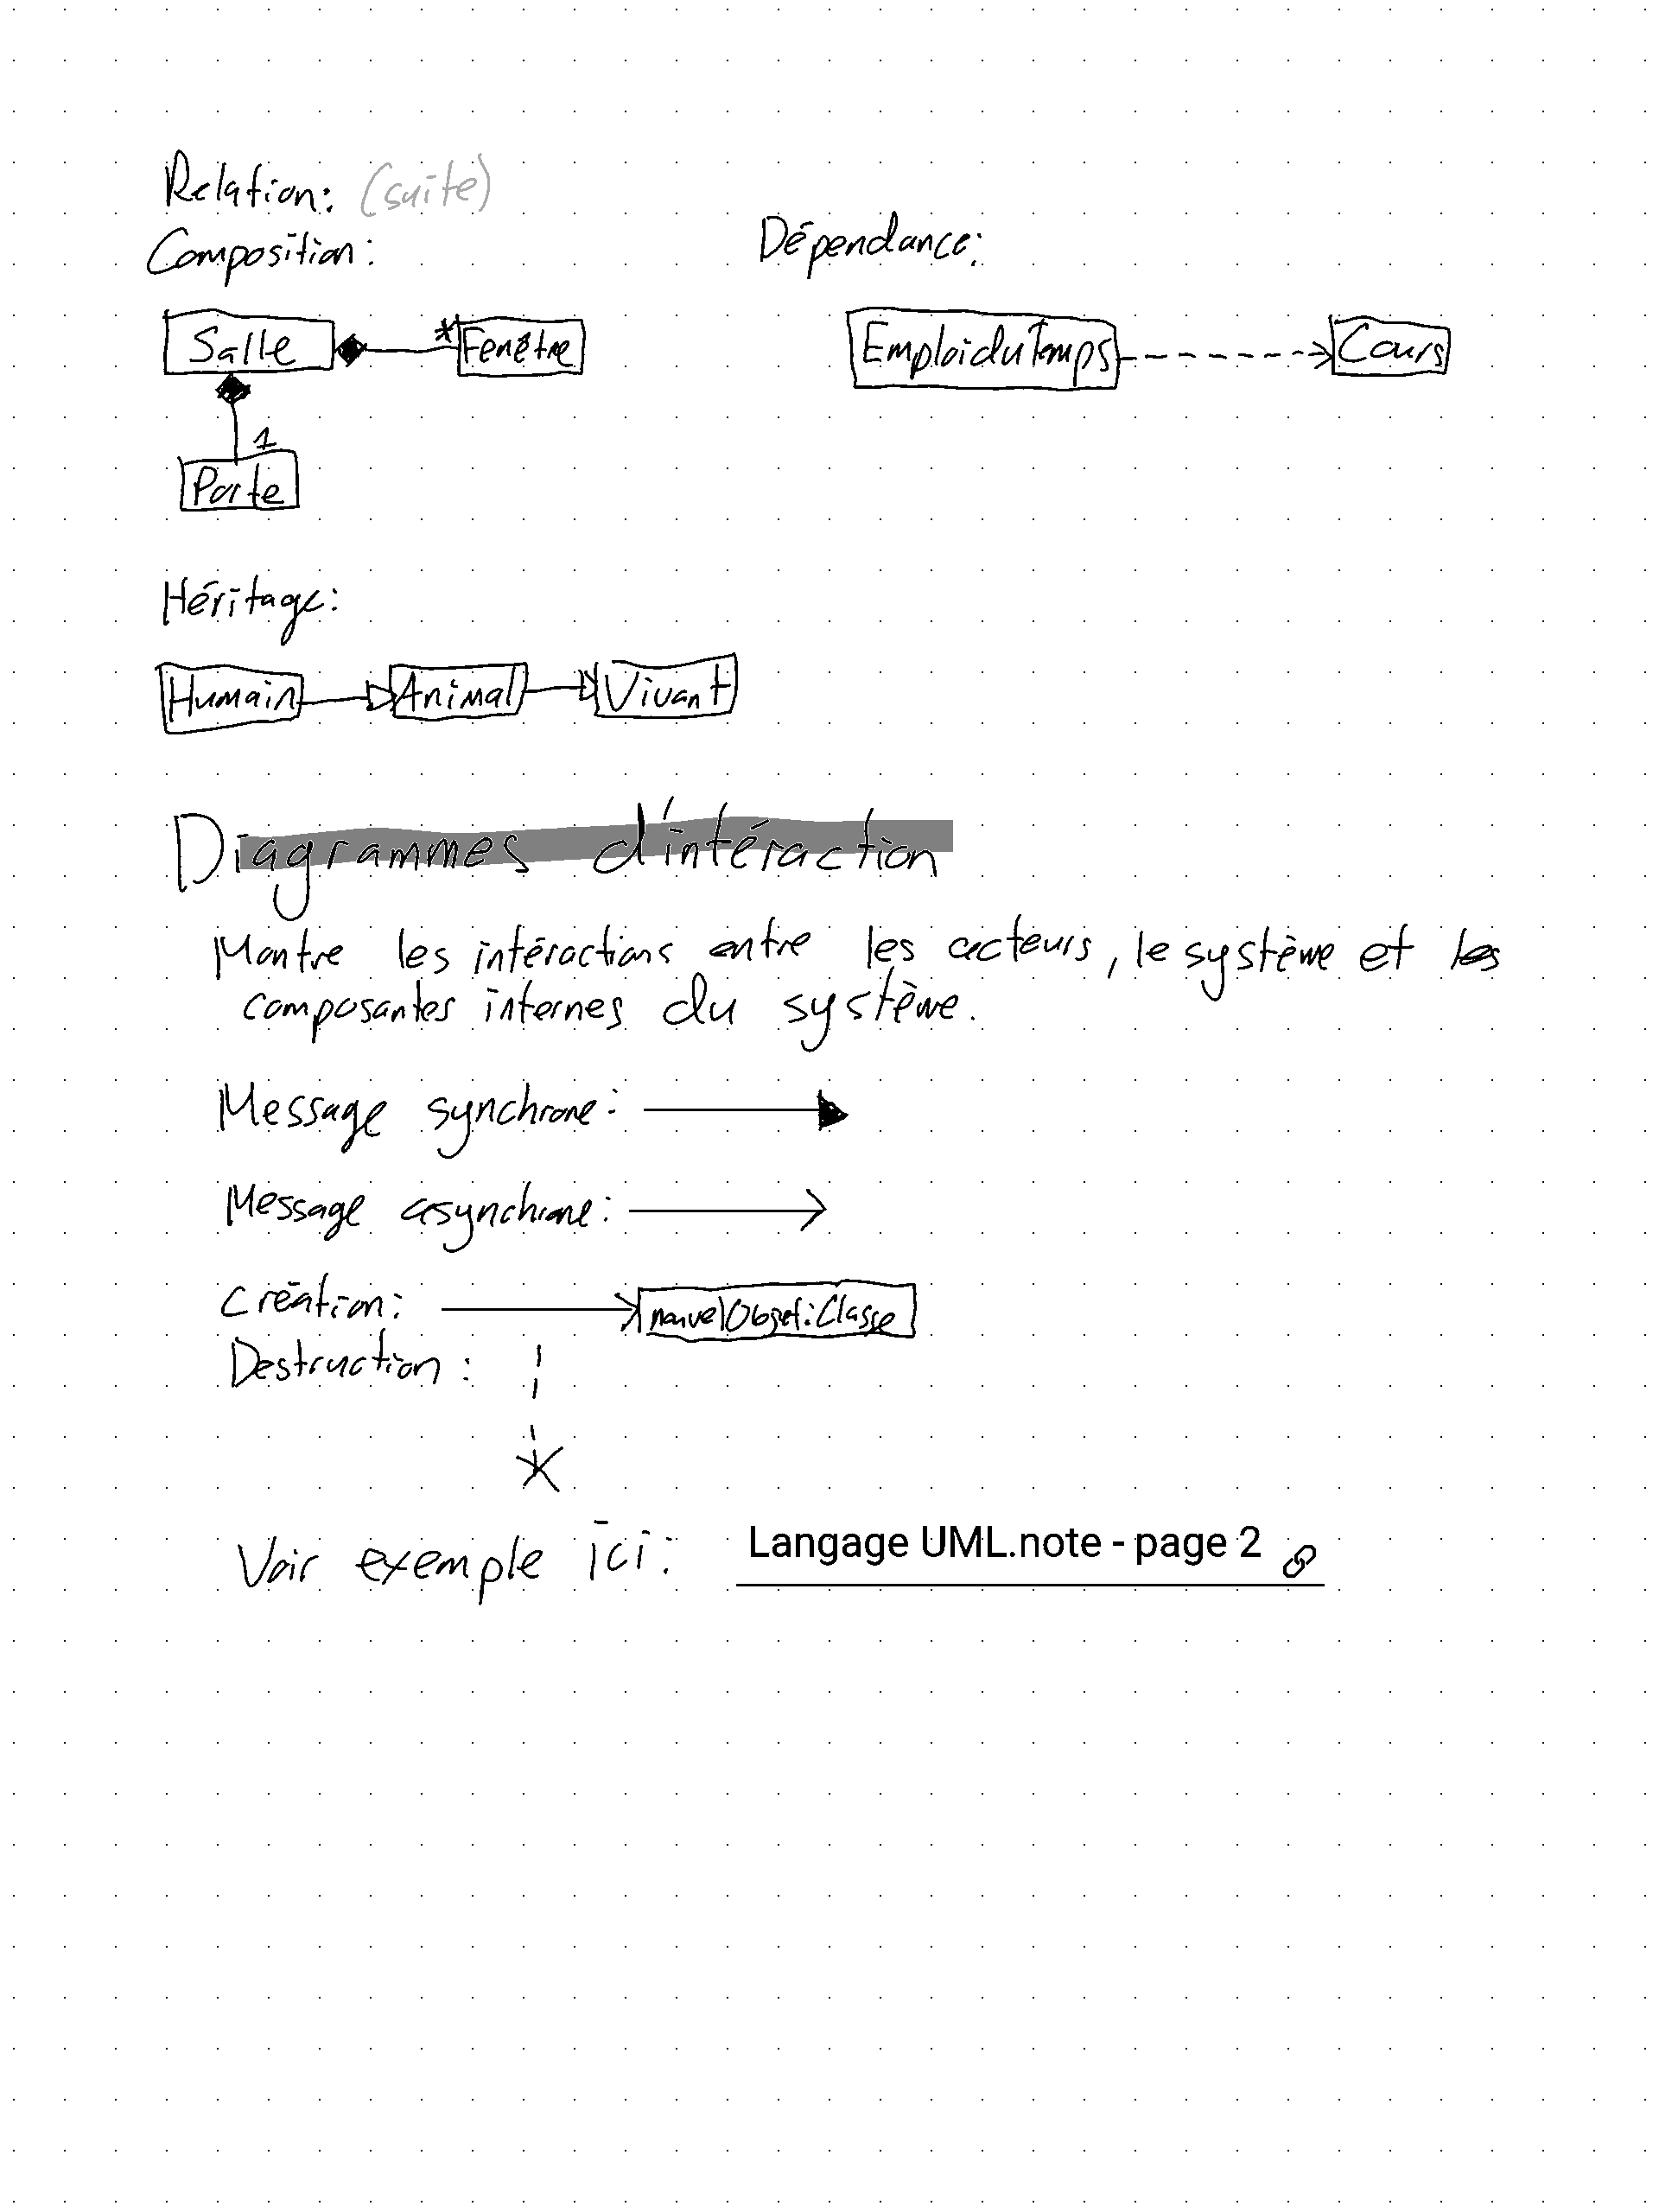 Relation: (suite)
Composition:
Dépendance:
Salle
* Fenêtre
EmploiduTemps
Cours
1
Porte
Héritage:
Humain
Animal
Vivant
Diagrammes d'intéraction
Montre les intéractions entre les acteurs, le système et les
composantes internes du système.
Message synchrone:
Message asynchrone:
Création:
nouvelObjet:Classe
Destruction:
Voir exemple ici: Langage UML.note - page 2